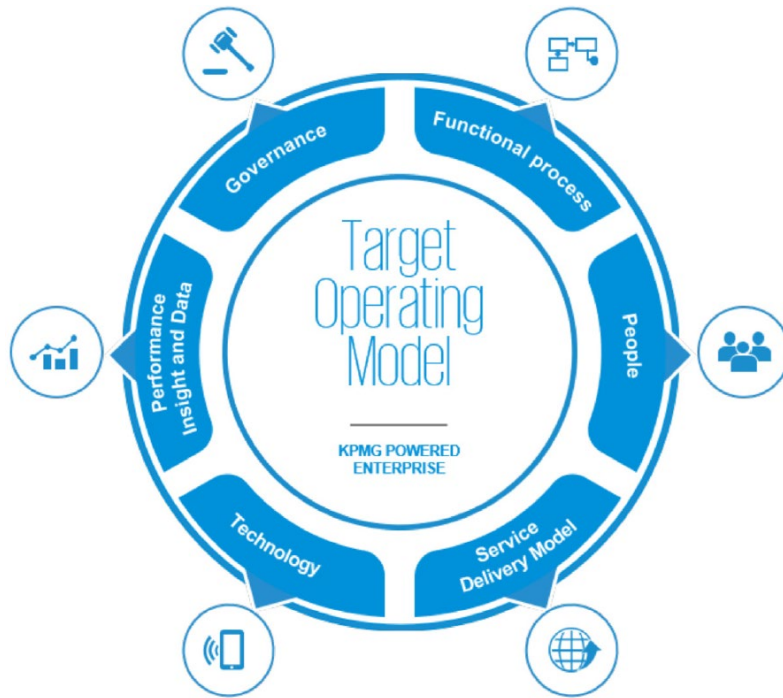 Target
Operating
Model
KPMG POWERED
ENTERPRISE
Governance
Functional process
People
Service
Delivery Model
Technology
Performance
Insight and Data